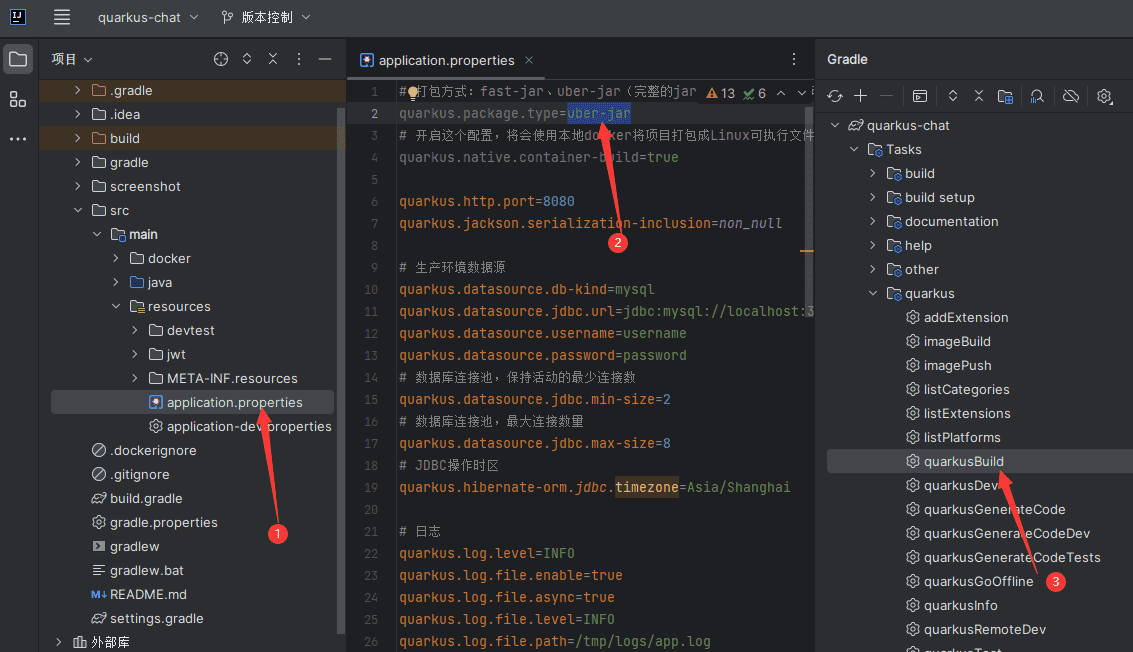 quarkus-chat
版本控制
项目
.gradle
.idea
build
gradle
screenshot
src
main
docker
java
resources
devtest
jwt
META-INF.resources
application.properties
application-dev.properties
.dockerignore
.gitignore
build.gradle
gradle.properties
gradlew
gradlew.bat
README.md
settings.gradle
外部库
1
application.properties
13
6
1 # 打包方式：fast-jar、uber-jar（完整的jar
2 quarkus.package.type=uber-jar
3 # 开启这个配置，将会使用本地docker将项目打包成Linux可执行文件
4 quarkus.native.container-build=true
5
6 quarkus.http.port=8080
7 quarkus.jackson.serialization-inclusion=non_null
2
8
9 # 生产环境数据源
10 quarkus.datasource.db-kind=mysql
11 quarkus.datasource.jdbc.url=jdbc:mysql://localhost:3
12 quarkus.datasource.username=username
13 quarkus.datasource.password=password
14 # 数据库连接池，保持活动的最少连接数
15 quarkus.datasource.jdbc.min-size=2
16 # 数据库连接池，最大连接数量
17 quarkus.datasource.jdbc.max-size=8
18 # JDBC操作时区
19 quarkus.hibernate-orm.jdbc.timezone=Asia/Shanghai
20
21 # 日志
22 quarkus.log.level=INFO
23 quarkus.log.file.enable=true
24 quarkus.log.file.async=true
25 quarkus.log.file.level=INFO
26 quarkus.log.file.path=/tmp/logs/app.log
Gradle
quarkus-chat
Tasks
build
build setup
documentation
help
other
quarkus
addExtension
imageBuild
imagePush
listCategories
listExtensions
listPlatforms
quarkusBuild
quarkusDev
quarkusGenerateCode
quarkusGenerateCodeDev
quarkusGenerateCodeTests
quarkusGoOffline
3
quarkusInfo
quarkusRemoteDev
quarkusTest